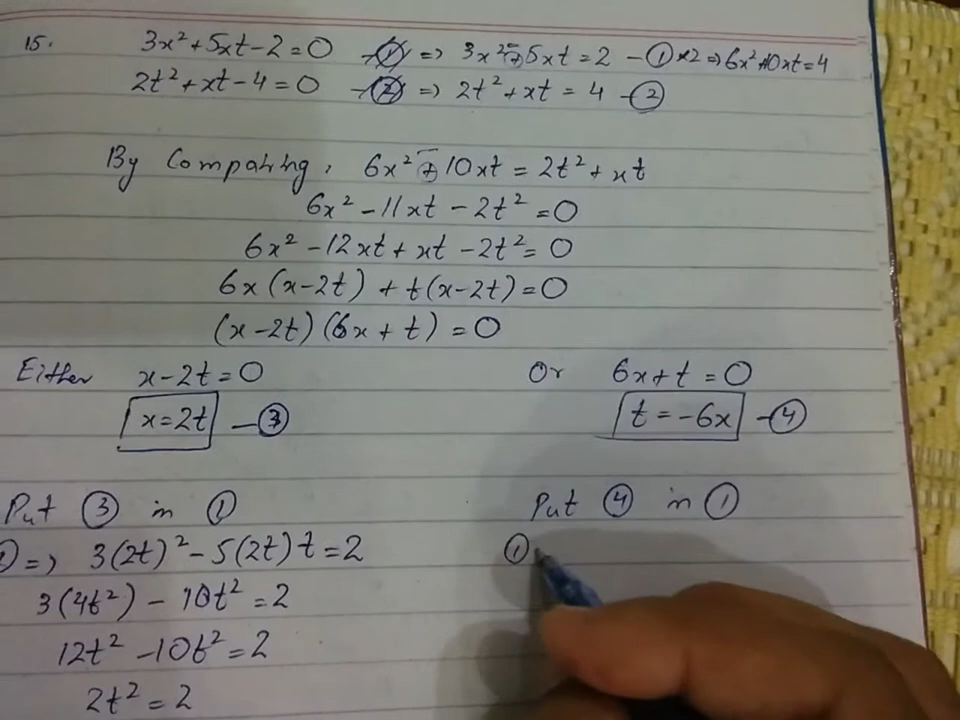 15. 3x² + 5xt - 2 = 0 -① => 3x² - 5xt = 2 - ① ×2 => 6x² + 10xt = 4
2t² + xt - 4 = 0 -② => 2t² + xt = 4 - ②
By Comparing, 6x² - 10xt = 2t² + xt
6x² - 11xt - 2t² = 0
6x² - 12xt + xt - 2t² = 0
6x (x - 2t) + t (x - 2t) = 0
(x - 2t) (6x + t) = 0
Either x - 2t = 0 Or 6x + t = 0
x = 2t - ③ t = -6x - ④
Put ③ in ① Put ④ in ①
① => 3(2t)² - 5(2t) t = 2 ①
3(4t²) - 10t² = 2
12t² - 10t² = 2
2t² = 2